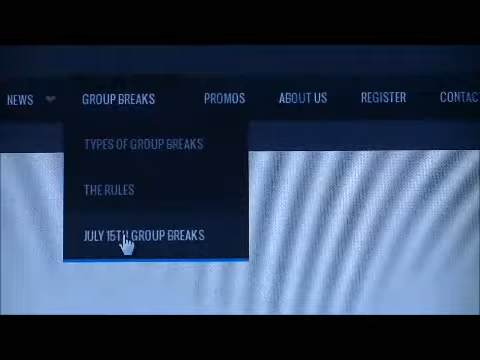 NEWS GROUP BREAKS PROMOS ABOUT US REGISTER CONTAC
TYPES OF GROUP BREAKS
THE RULES
JULY 15TH GROUP BREAKS